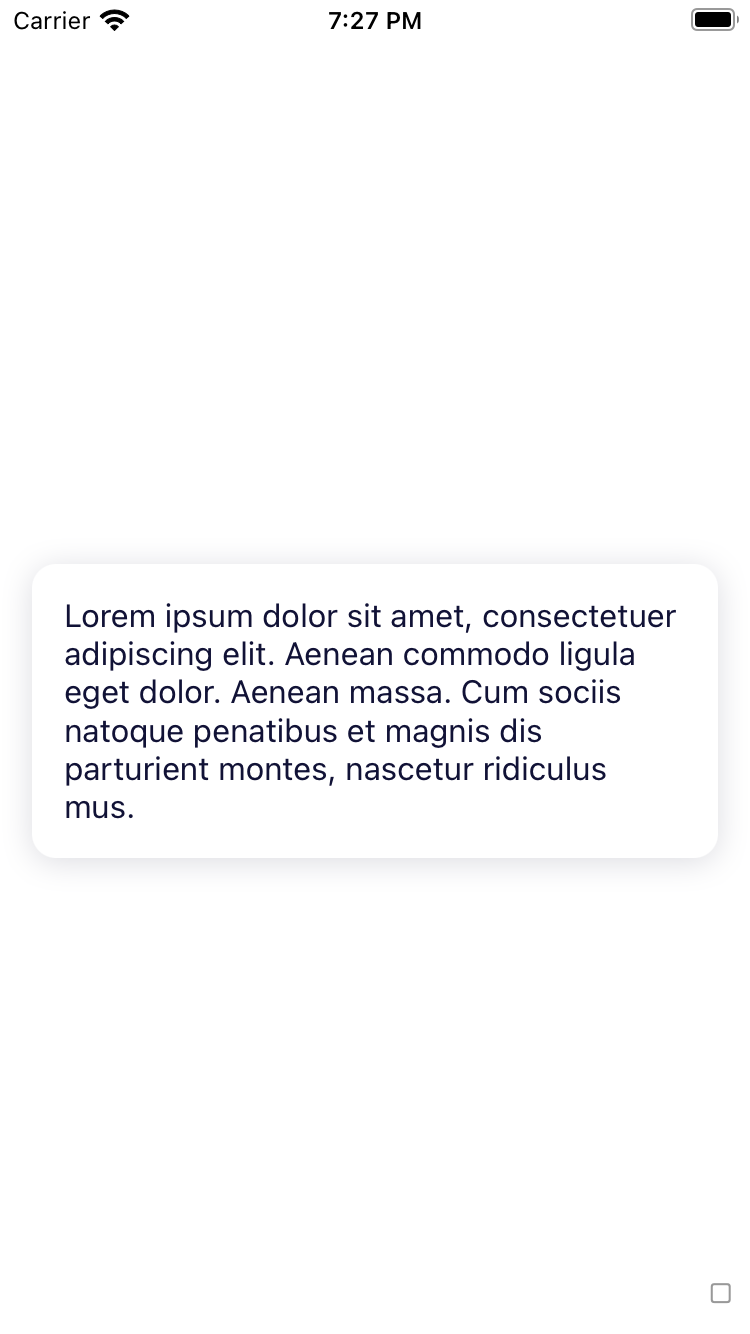 Carrier 7:27 PM
Lorem ipsum dolor sit amet, consectetuer
adipiscing elit. Aenean commodo ligula
eget dolor. Aenean massa. Cum sociis
natoque penatibus et magnis dis
parturient montes, nascetur ridiculus
mus.